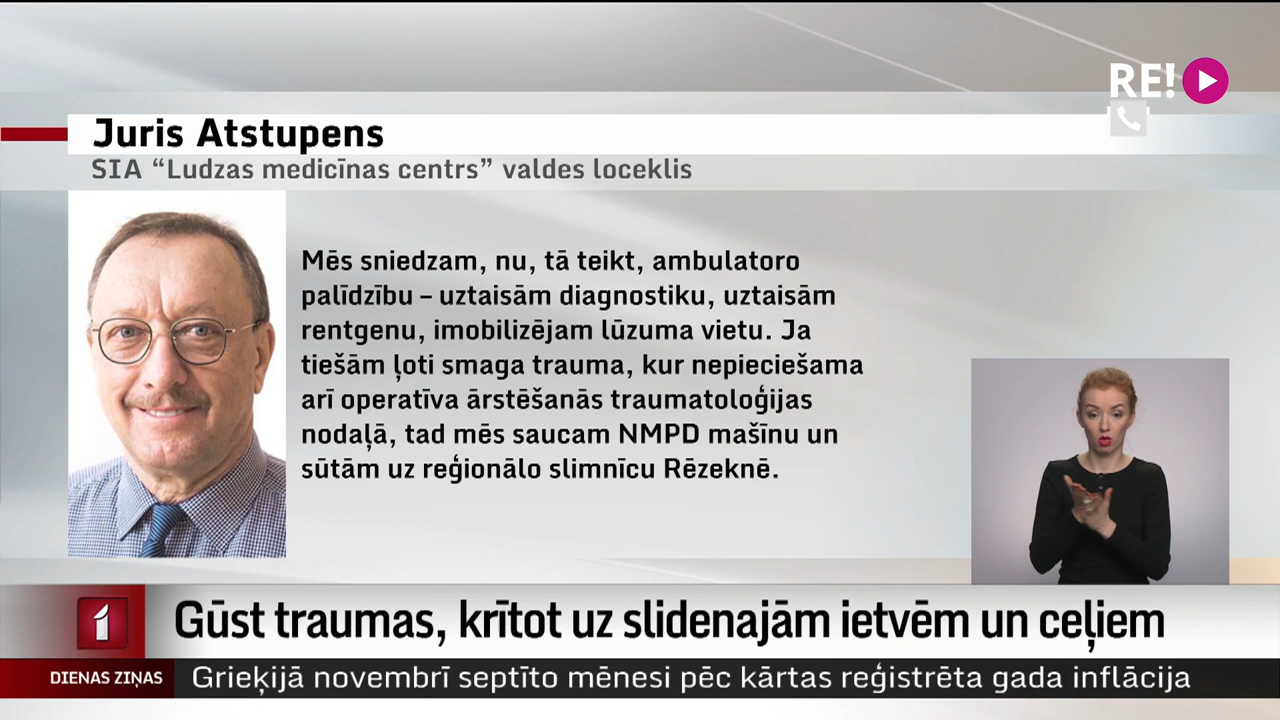 RE!
Juris Atstupens
SIA “Ludzas medicīnas centrs” valdes loceklis
Mēs sniedzam, nu, tā teikt, ambulatoro
palīdzību – uztaisām diagnostiku, uztaisām
rentgenu, imobilizējam lūzuma vietu. Ja
tiešām ļoti smaga trauma, kur nepieciešama
arī operatīva ārstēšanās traumatoloģijas
nodaļā, tad mēs saucam NMPD mašīnu un
sūtām uz reģionālo slimnīcu Rēzeknē.
1
Gūst traumas, krītot uz slidenajām ietvēm un ceļiem
DIENAS ZIŅAS
Grieķijā novembrī septīto mēnesi pēc kārtas reģistrēta gada inflācija